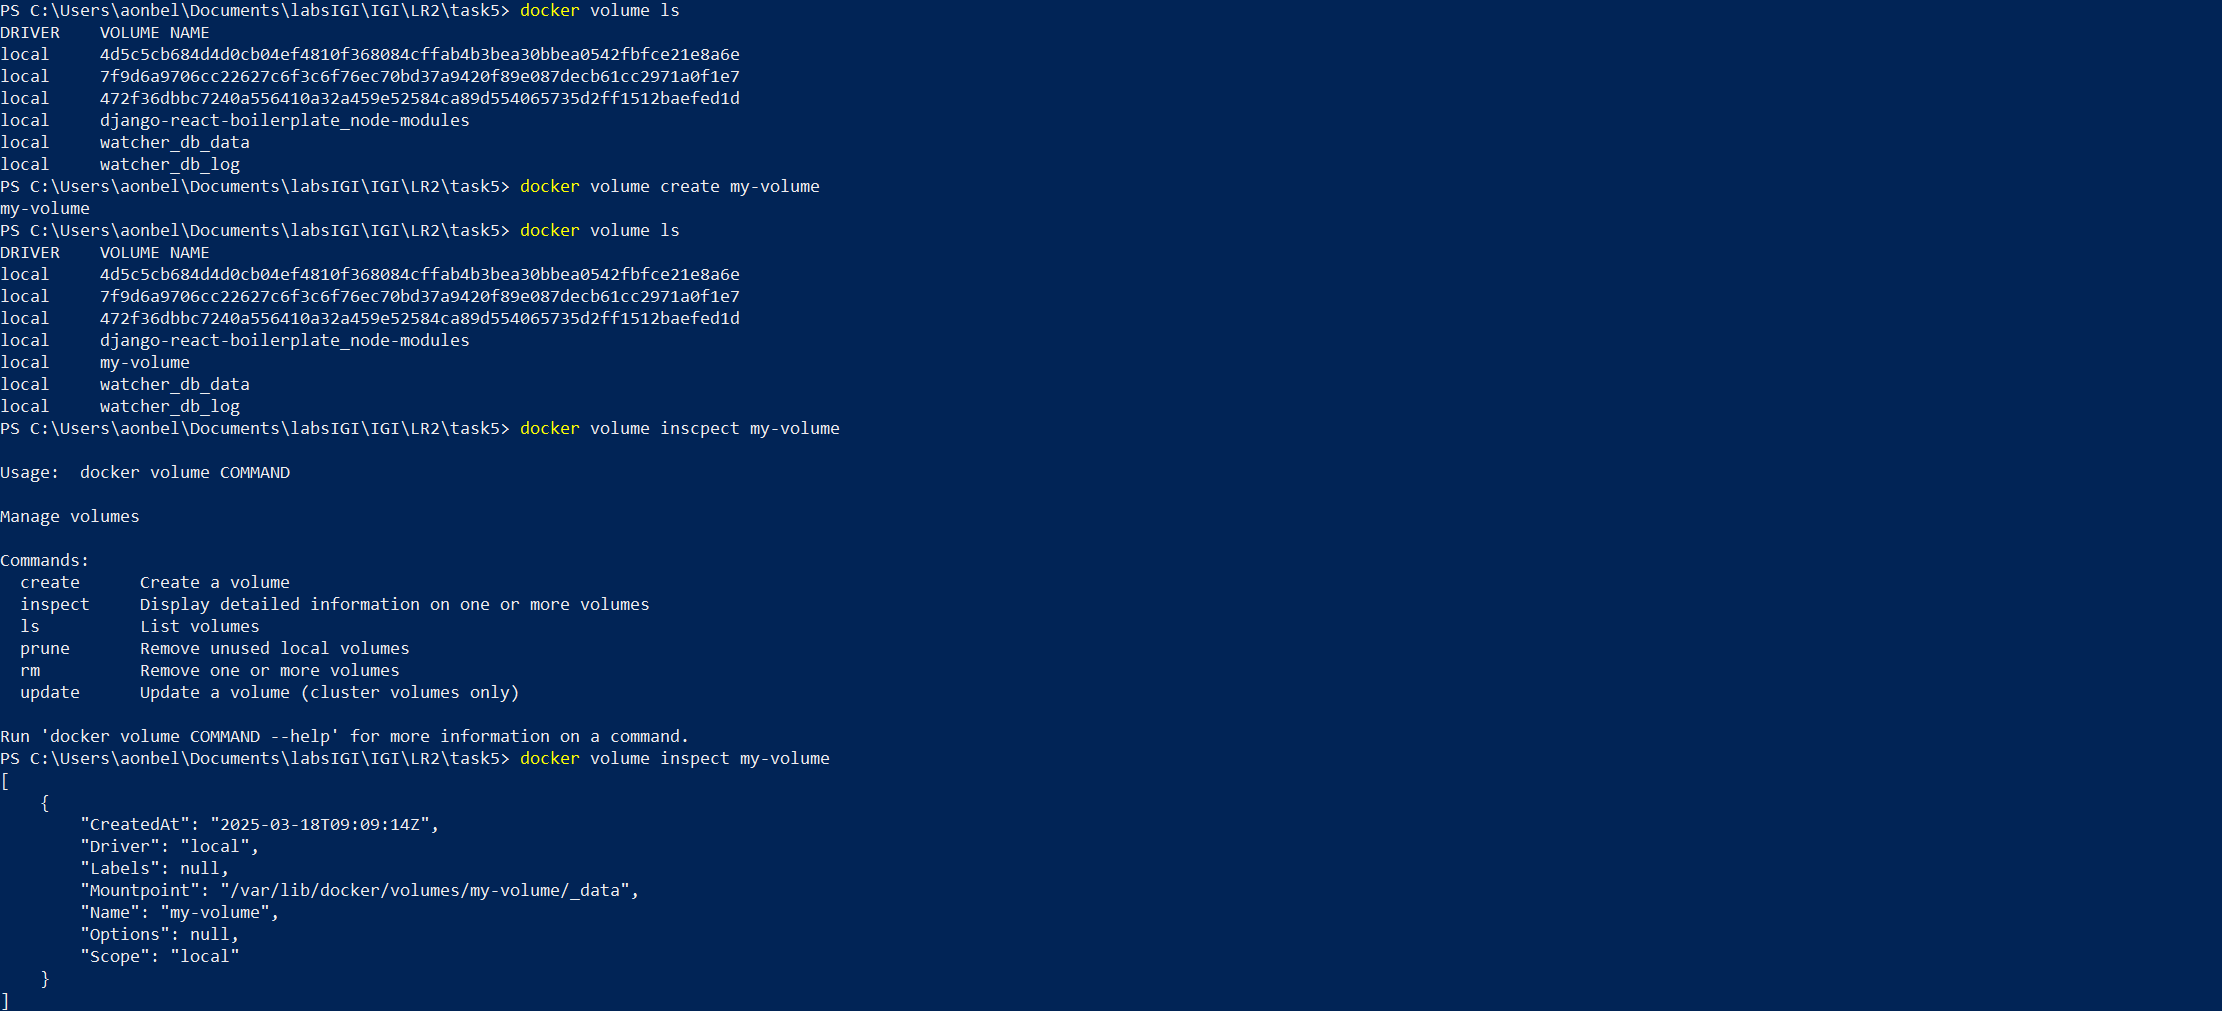 PS C:\Users\aonbel\Documents\labsIGI\IGI\LR2\task5> docker volume ls
DRIVER    VOLUME NAME
local     4d5c5cb684d4d0cb04ef4810f368084cffab4b3bea30bbea0542fbfce21e8a6e
local     7f9d6a9706cc22627c6f3c6f76ec70bd37a9420f89e087decb61cc2971a0f1e7
local     472f36dbbc7240a556410a32a459e52584ca89d554065735d2ff1512baefed1d
local     django-react-boilerplate_node-modules
local     watcher_db_data
local     watcher_db_log
PS C:\Users\aonbel\Documents\labsIGI\IGI\LR2\task5> docker volume create my-volume
my-volume
PS C:\Users\aonbel\Documents\labsIGI\IGI\LR2\task5> docker volume ls
DRIVER    VOLUME NAME
local     4d5c5cb684d4d0cb04ef4810f368084cffab4b3bea30bbea0542fbfce21e8a6e
local     7f9d6a9706cc22627c6f3c6f76ec70bd37a9420f89e087decb61cc2971a0f1e7
local     472f36dbbc7240a556410a32a459e52584ca89d554065735d2ff1512baefed1d
local     django-react-boilerplate_node-modules
local     my-volume
local     watcher_db_data
local     watcher_db_log
PS C:\Users\aonbel\Documents\labsIGI\IGI\LR2\task5> docker volume inscpect my-volume

Usage:  docker volume COMMAND

Manage volumes

Commands:
  create      Create a volume
  inspect     Display detailed information on one or more volumes
  ls          List volumes
  prune       Remove unused local volumes
  rm          Remove one or more volumes
  update      Update a volume (cluster volumes only)

Run 'docker volume COMMAND --help' for more information on a command.
PS C:\Users\aonbel\Documents\labsIGI\IGI\LR2\task5> docker volume inspect my-volume
[
    {
        "CreatedAt": "2025-03-18T09:09:14Z",
        "Driver": "local",
        "Labels": null,
        "Mountpoint": "/var/lib/docker/volumes/my-volume/_data",
        "Name": "my-volume",
        "Options": null,
        "Scope": "local"
    }
]